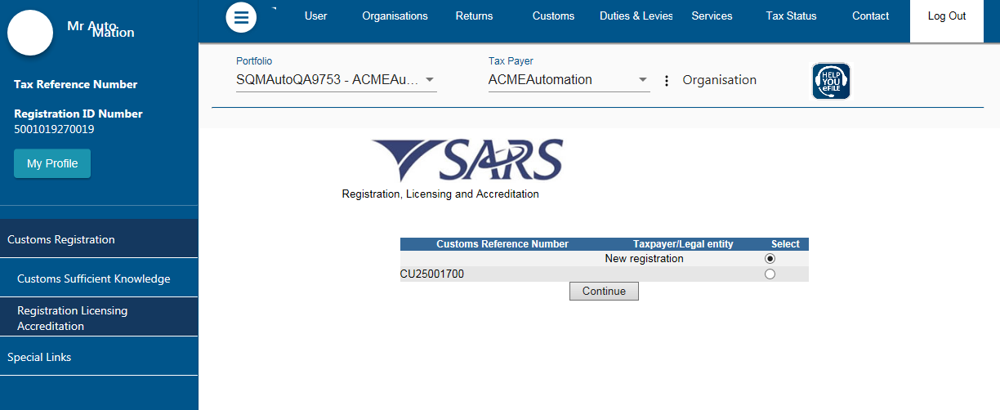 Mr Auto
Mation
Tax Reference Number
Registration ID Number
5001019270019
My Profile
Customs Registration
Customs Sufficient Knowledge
Registration Licensing
Accreditation
Special Links
User Organisations Returns Customs Duties & Levies Services Tax Status Contact Log Out
Portfolio Tax Payer
SQMAutoQA9753 - ACMEAu... ACMEAutomation Organisation
HELP
YOU
eFILE
SARS
Registration, Licensing and Accreditation
Customs Reference Number Taxpayer/Legal entity Select
New registration
CU25001700
Continue